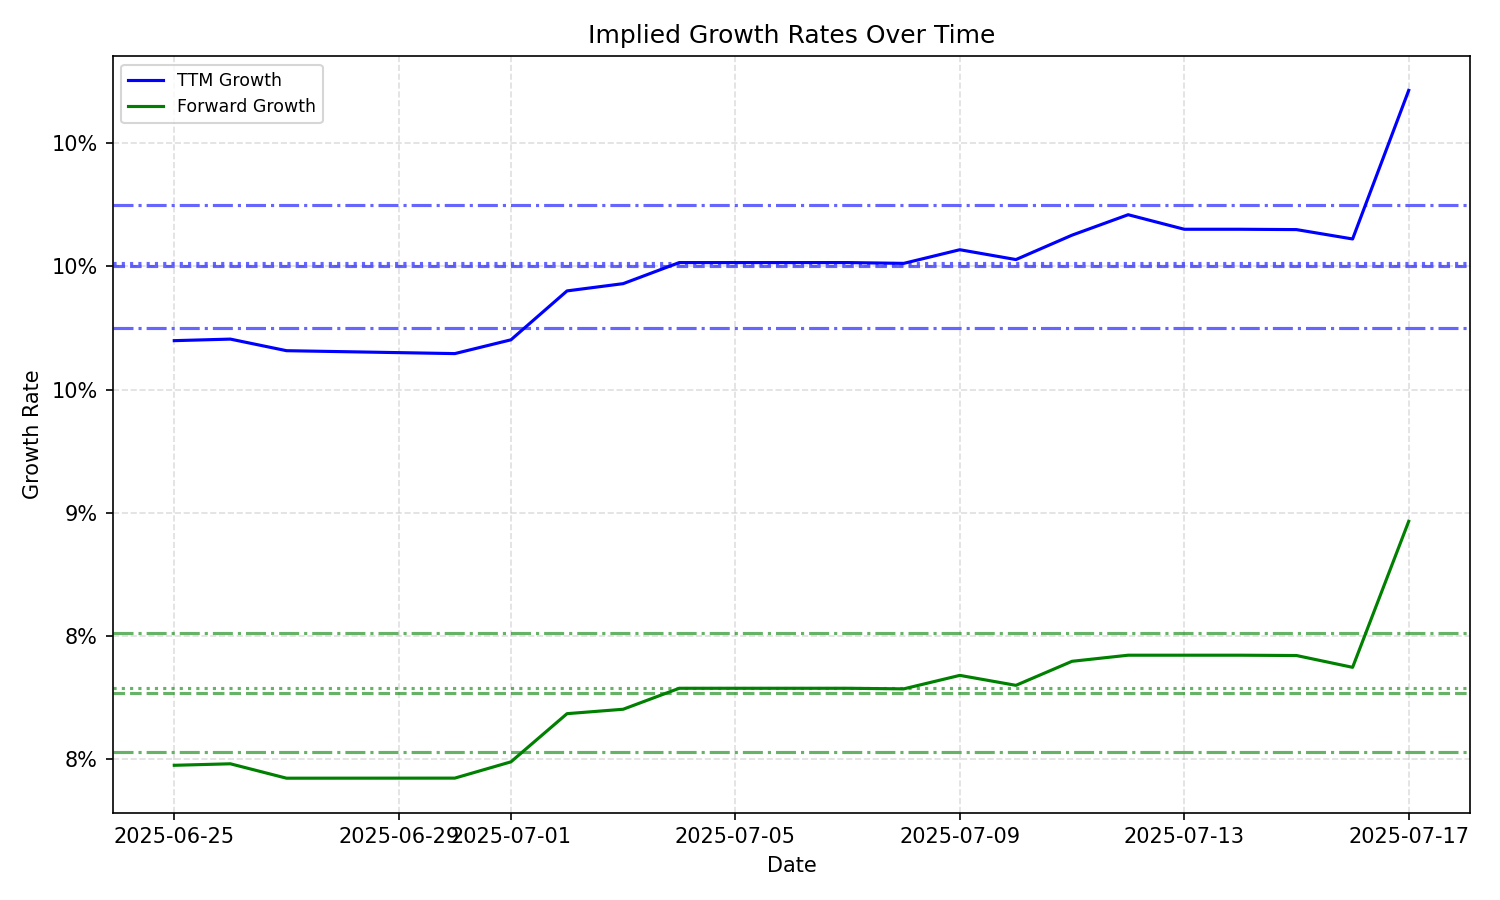 Implied Growth Rates Over Time
TTM Growth
Forward Growth
10%
10%
10%
9%
8%
8%
Growth Rate
2025-06-25
2025-06-29
2025-07-01
2025-07-05
2025-07-09
2025-07-13
2025-07-17
Date